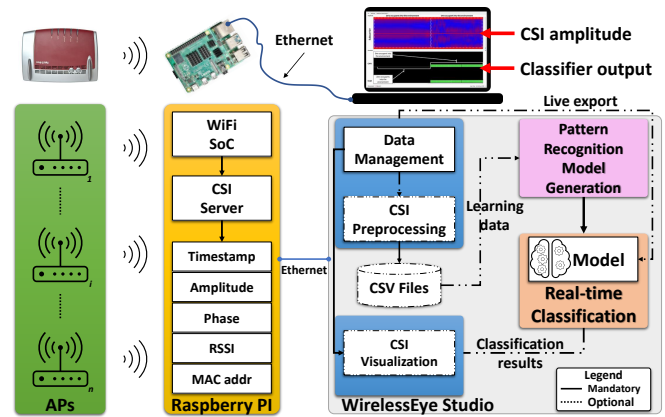 Ethernet
CSI amplitude
Classifier output
Live export
WiFi
SoC
CSI
Server
Timestamp
Amplitude
Phase
RSSI
MAC addr
Raspberry PI
1
i
n
APs
Ethernet
Data
Management
CSI
Preprocessing
CSV Files
CSI
Visualization
WirelessEye Studio
Learning
data
Pattern
Recognition
Model
Generation
Model
Real-time
Classification
Classification
results
Legend
Mandatory
Optional